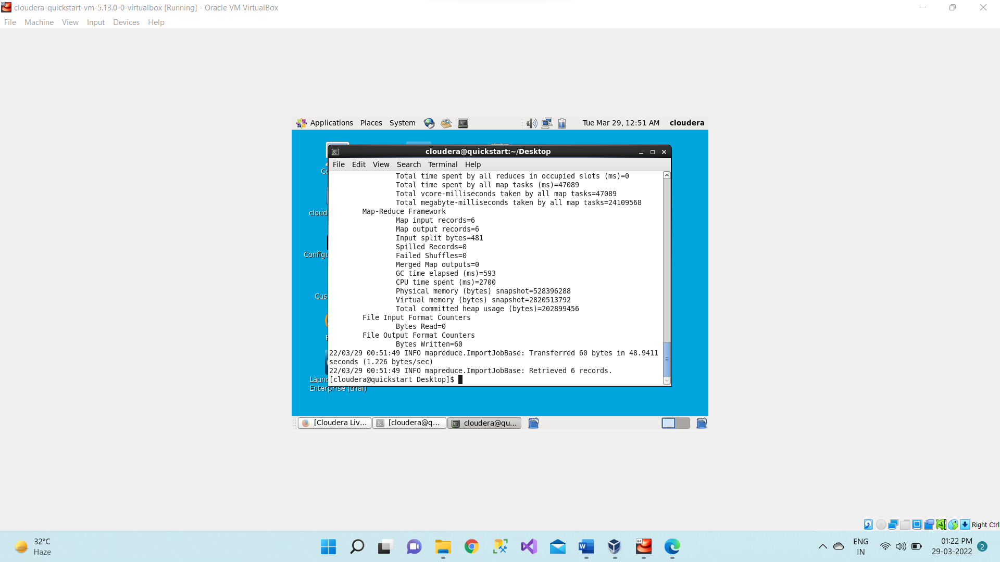 cloudera-quickstart-vm-5.13.0-0-virtualbox [Running] - Oracle VM VirtualBox
File Machine View Input Devices Help
Applications Places System Tue Mar 29, 12:51 AM cloudera
cloudera@quickstart:~/Desktop
File Edit View Search Terminal Help
Total time spent by all reduces in occupied slots (ms)=0
Total time spent by all map tasks (ms)=47089
Total vcore-milliseconds taken by all map tasks=47089
Total megabyte-milliseconds taken by all map tasks=24109568
Map-Reduce Framework
Map input records=6
Map output records=6
Input split bytes=481
Spilled Records=0
Failed Shuffles=0
Merged Map outputs=0
GC time elapsed (ms)=593
CPU time spent (ms)=2700
Physical memory (bytes) snapshot=528396288
Virtual memory (bytes) snapshot=2820513792
Total committed heap usage (bytes)=202899456
File Input Format Counters
Bytes Read=0
File Output Format Counters
Bytes Written=60
22/03/29 00:51:49 INFO mapreduce.ImportJobBase: Transferred 60 bytes in 48.9411
seconds (1.226 bytes/sec)
22/03/29 00:51:49 INFO mapreduce.ImportJobBase: Retrieved 6 records.
[cloudera@quickstart Desktop]$
cloud
Configu
Cus
Laun
Enterprise (trial)
[Cloudera Liv... [cloudera@q... cloudera@qu...
Right Ctrl
32°C
Haze
64
ENG
IN
01:22 PM
29-03-2022
2